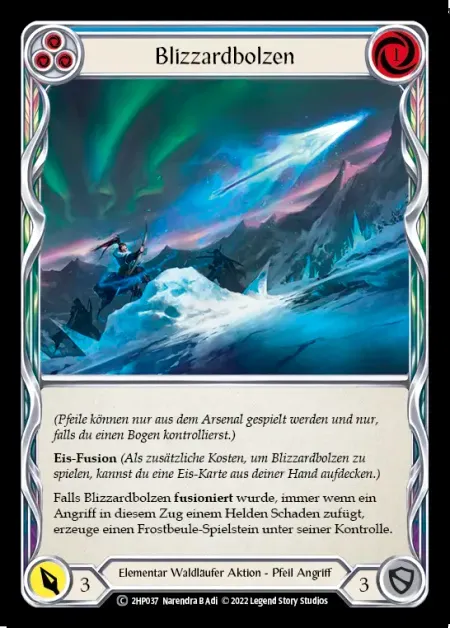 Blizzardbolzen
1
(Pfeile können nur aus dem Arsenal gespielt werden und nur,
falls du einen Bogen kontrollierst.)
Eis-Fusion (Als zusätzliche Kosten, um Blizzardbolzen zu
spielen, kannst du eine Eis-Karte aus deiner Hand aufdecken.)
Falls Blizzardbolzen fusioniert wurde, immer wenn ein
Angriff in diesem Zug einem Helden Schaden zufügt,
erzeuge einen Frostbeule-Spielstein unter seiner Kontrolle.
3
Elementar Waldläufer Aktion - Pfeil Angriff
3
C 2HP037 Narendra B Adi © 2022 Legend Story Studios